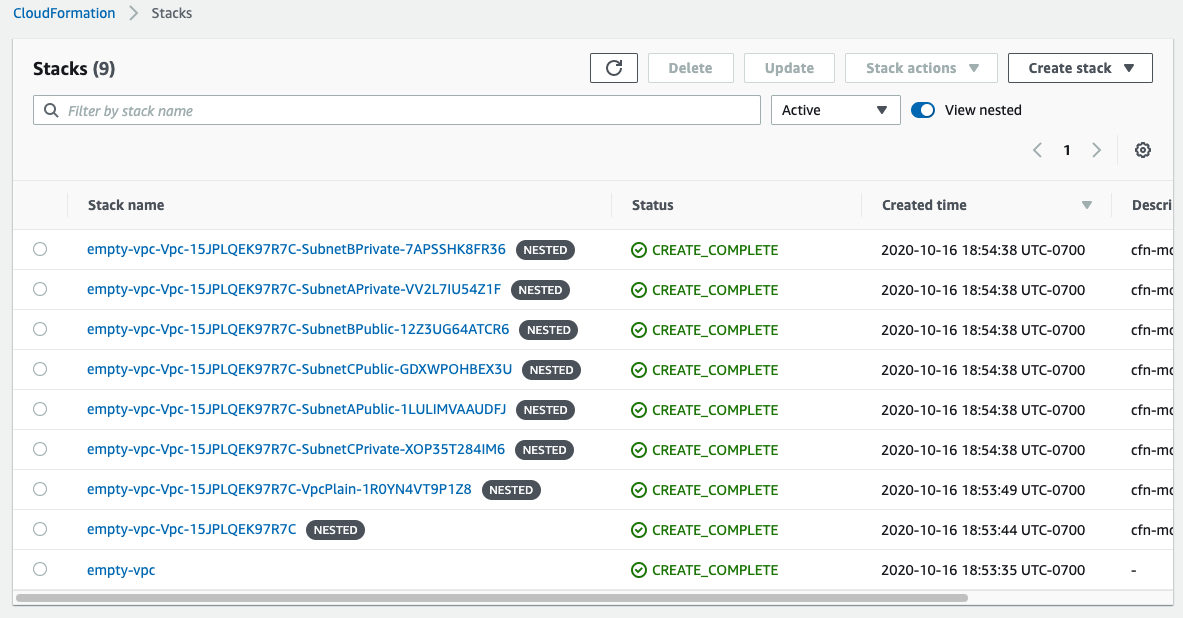 CloudFormation > Stacks
Stacks (9) Delete Update Stack actions Create stack
Filter by stack name Active View nested
1
Stack name Status Created time Descri
empty-vpc-Vpc-15JPLQEK97R7C-SubnetBPrivate-7APSSHK8FR36 NESTED CREATE_COMPLETE 2020-10-16 18:54:38 UTC-0700 cfn-mo
empty-vpc-Vpc-15JPLQEK97R7C-SubnetAPrivate-VV2L7IU54Z1F NESTED CREATE_COMPLETE 2020-10-16 18:54:38 UTC-0700 cfn-mo
empty-vpc-Vpc-15JPLQEK97R7C-SubnetBPublic-12Z3UG64ATCR6 NESTED CREATE_COMPLETE 2020-10-16 18:54:38 UTC-0700 cfn-mo
empty-vpc-Vpc-15JPLQEK97R7C-SubnetCPublic-GDXWPOHBEX3U NESTED CREATE_COMPLETE 2020-10-16 18:54:38 UTC-0700 cfn-mo
empty-vpc-Vpc-15JPLQEK97R7C-SubnetAPublic-1LULIMVAAUDFJ NESTED CREATE_COMPLETE 2020-10-16 18:54:38 UTC-0700 cfn-mo
empty-vpc-Vpc-15JPLQEK97R7C-SubnetCPrivate-XOP35T284IM6 NESTED CREATE_COMPLETE 2020-10-16 18:54:38 UTC-0700 cfn-mo
empty-vpc-Vpc-15JPLQEK97R7C-VpcPlain-1R0YN4VT9P1Z8 NESTED CREATE_COMPLETE 2020-10-16 18:53:49 UTC-0700 cfn-mo
empty-vpc-Vpc-15JPLQEK97R7C NESTED CREATE_COMPLETE 2020-10-16 18:53:44 UTC-0700 cfn-mo
empty-vpc CREATE_COMPLETE 2020-10-16 18:53:35 UTC-0700 -